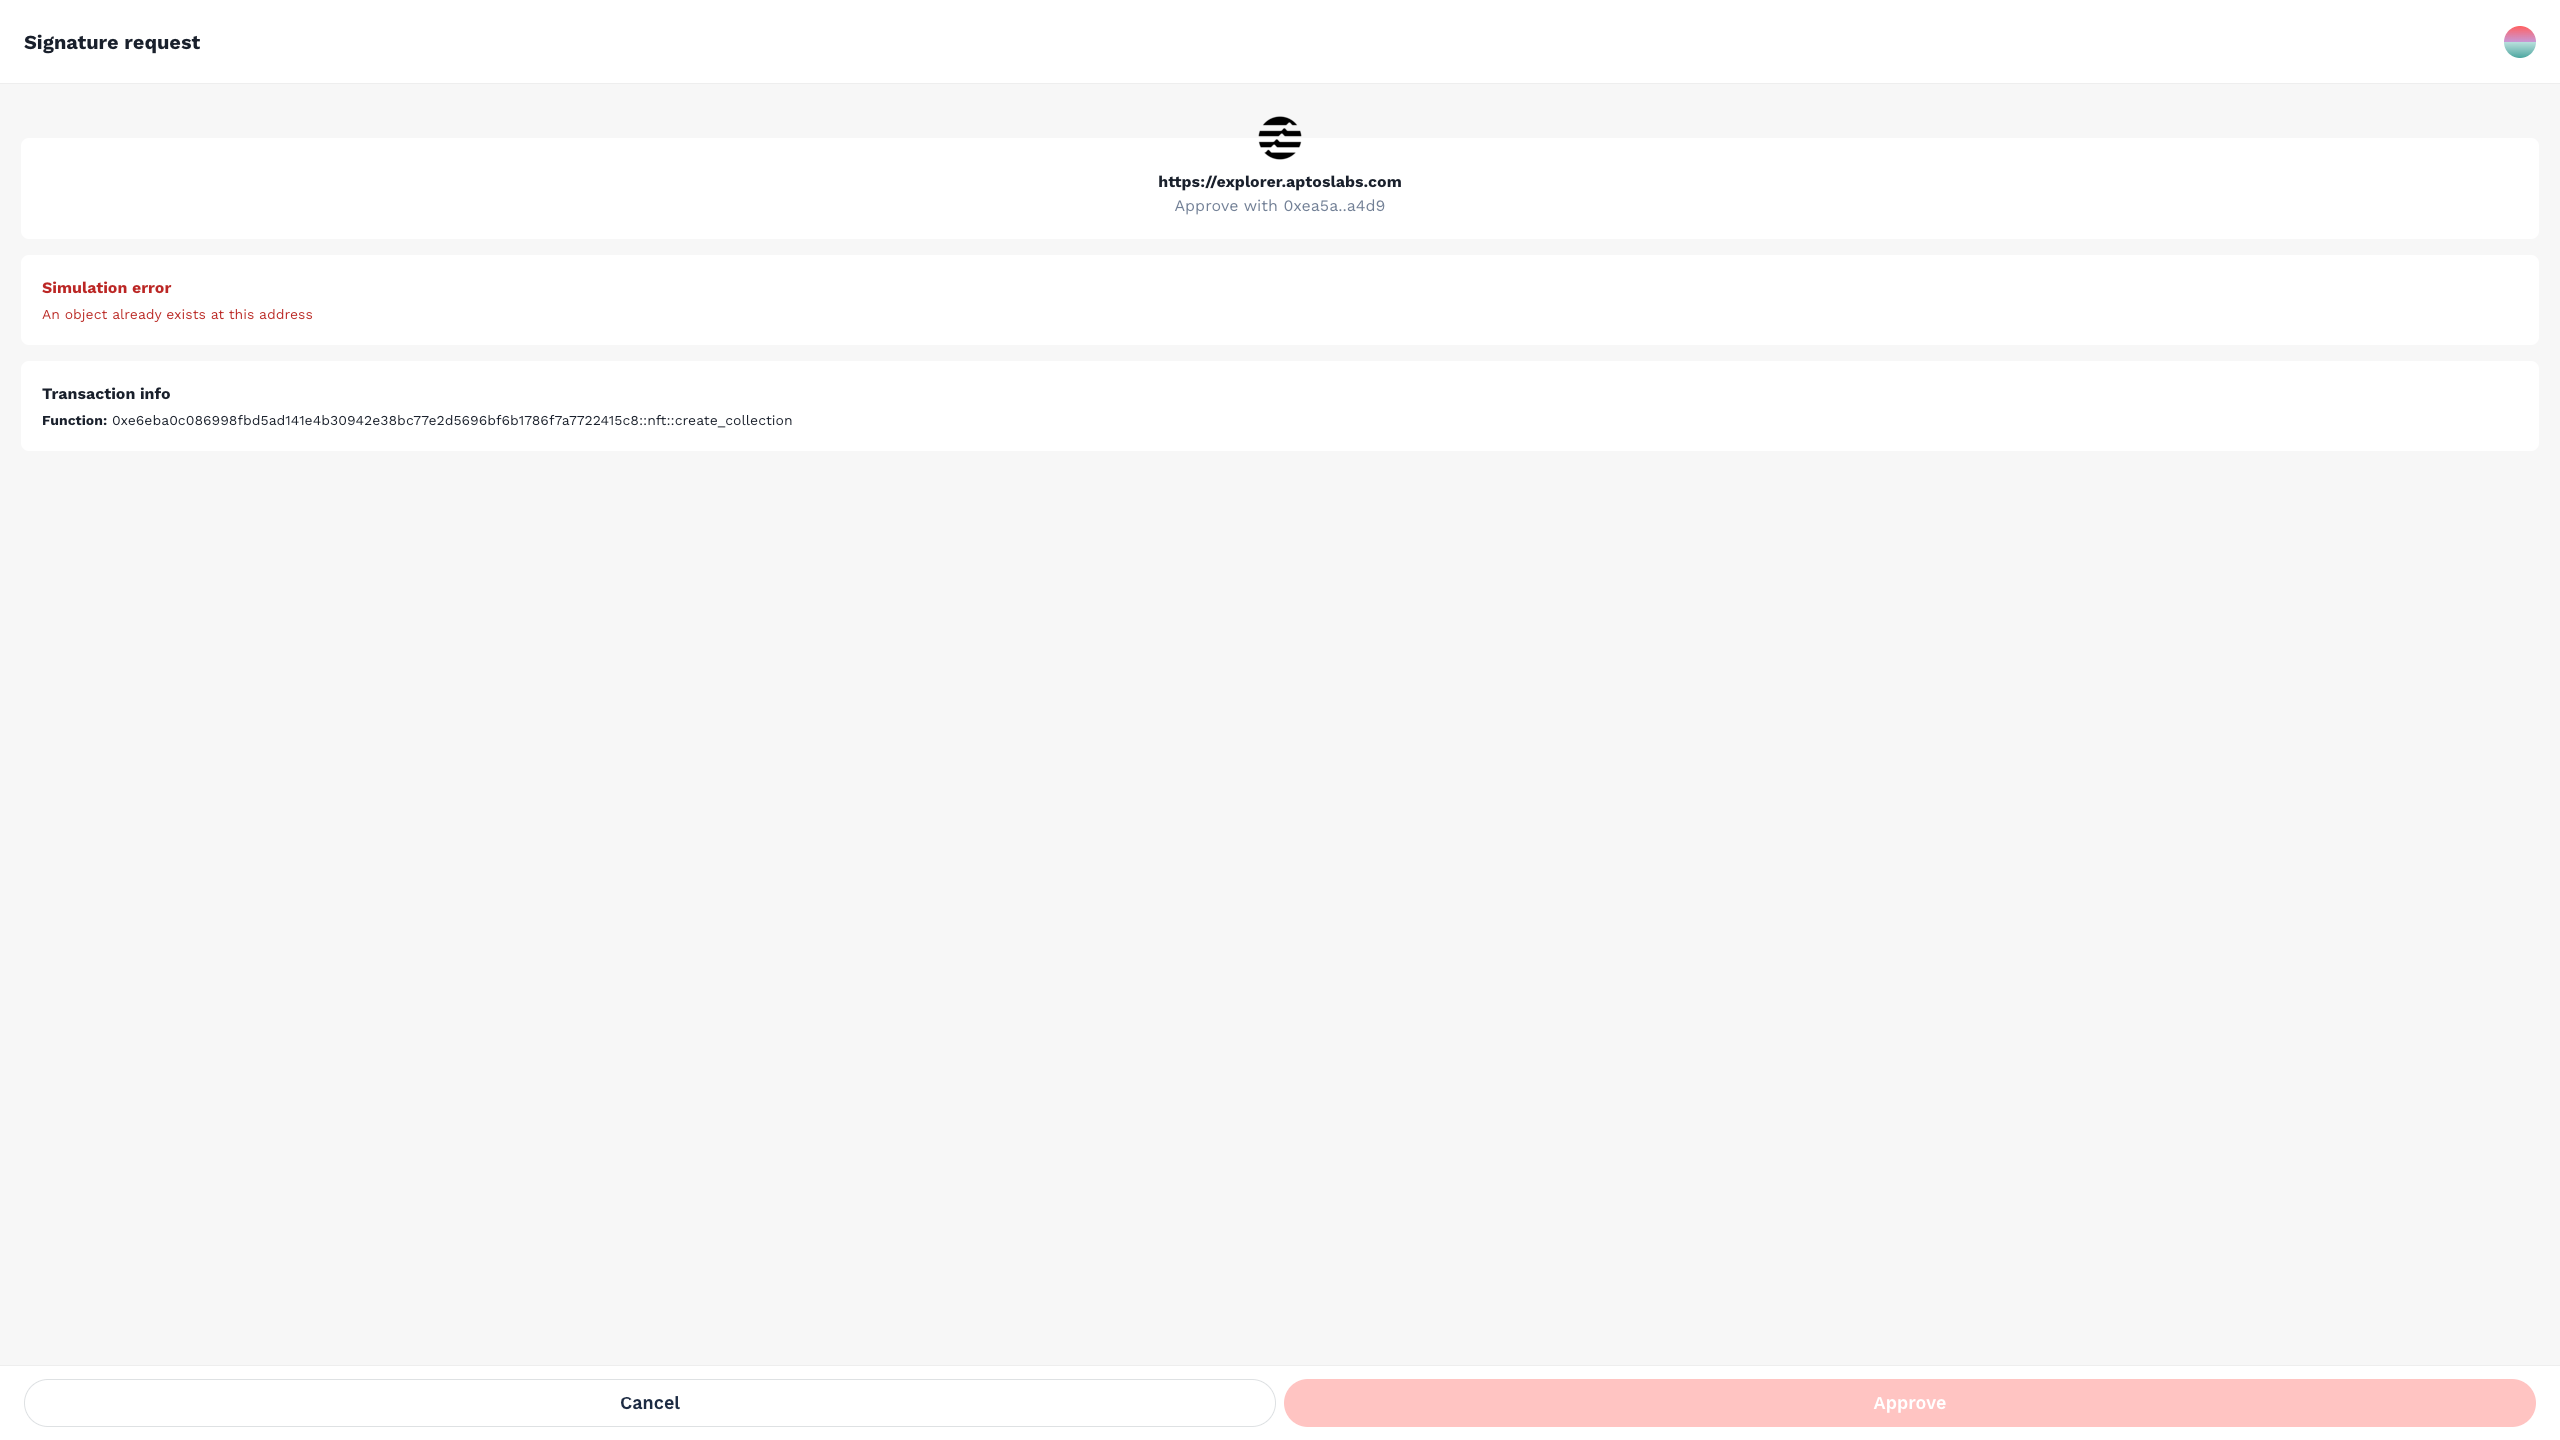 Signature request
https://explorer.aptoslabs.com
Approve with 0xea5a..a4d9
Simulation error
An object already exists at this address
Transaction info
Function: 0xe6eba0c086998fbd5ad141e4b30942e38bc77e2d5696bf6b1786f7a7722415c8::nft::create_collection
Cancel
Approve